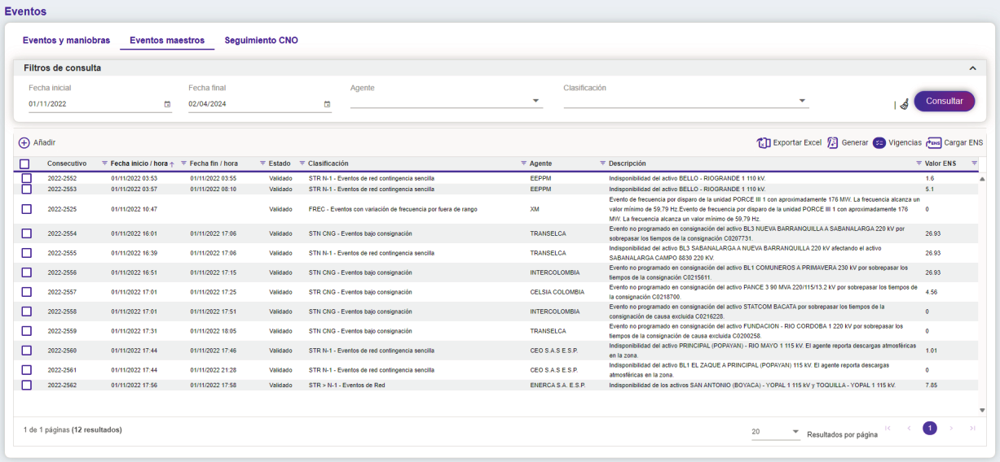 Eventos
Eventos y maniobras Eventos maestros Seguimiento CNO
Filtros de consulta
Fecha inicial Fecha final Agente Clasificación
01/11/2022 02/04/2024 Consultar
Añadir Exportar Excel Generar Vigencias Cargar ENS
Consecutivo Fecha inicio / hora Fecha fin / hora Estado Clasificación Agente Descripción Valor ENS
2022-2552 01/11/2022 03:53 01/11/2022 03:55 Validado STR N-1 - Eventos de red contingencia sencilla EEPPM Indisponibilidad del activo BELLO - RIOGRANDE 1 110 kV. 1.6
2022-2553 01/11/2022 03:57 01/11/2022 08:10 Validado STR N-1 - Eventos de red contingencia sencilla EEPPM Indisponibilidad del activo BELLO - RIOGRANDE 1 110 kV. 5.1
Evento de frecuencia por disparo de la unidad PORCE III 1 con aproximadamente 176 MW. La frecuencia alcanza un
2022-2525 01/11/2022 10:47 Validado FREC - Eventos con variación de frecuencia por fuera de rango XM valor mínimo de 59,79 Hz.Evento de frecuencia por disparo de la unidad PORCE III 1 con aproximadamente 176 0
MW. La frecuencia alcanza un valor mínimo de 59,79 Hz.
2022-2554 01/11/2022 16:01 01/11/2022 17:06 Validado STN CNG - Eventos bajo consignación TRANSELCA Evento no programado en consignación del activo BL3 NUEVA BARRANQUILLA A SABANALARGA 220 kV por 26.93
sobrepasar los tiempos de la consignación C0207731.
2022-2555 01/11/2022 16:39 01/11/2022 17:06 Validado STN N-1 - Eventos de red contingencia sencilla TRANSELCA Indisponibilidad del activo BL3 SABANALARGA A NUEVA BARRANQUILLA 220 kV afectando el activo 26.93
SABANALARGA CAMPO 8830 220 KV.
2022-2556 01/11/2022 16:51 01/11/2022 17:15 Validado STN CNG - Eventos bajo consignación INTERCOLOMBIA Evento no programado en consignación del activo BL1 COMUNEROS A PRIMAVERA 230 kV por sobrepasar los 26.93
tiempos de la consignación C0215611.
2022-2557 01/11/2022 17:01 01/11/2022 17:25 Validado STR CNG - Eventos bajo consignación CELSIA COLOMBIA Evento no programado en consignación del activo PANCE 3 90 MVA 220/115/13.2 kV por sobrepasar los tiempos de 4.56
la consignación C0218700.
2022-2558 01/11/2022 17:01 01/11/2022 17:51 Validado STN CNG - Eventos bajo consignación INTERCOLOMBIA Evento no programado en consignación del activo STATCOM BACATA por sobrepasar los tiempos de la 0
consignación de causa excluida C0216228.
2022-2559 01/11/2022 17:31 01/11/2022 18:05 Validado STN CNG - Eventos bajo consignación TRANSELCA Evento no programado en consignación del activo FUNDACION - RIO CORDOBA 1 220 kV por sobrepasar los 0
tiempos de la consignación de causa excluida C0200258.
2022-2560 01/11/2022 17:44 01/11/2022 17:46 Validado STR N-1 - Eventos de red contingencia sencilla CEO S.A.S E.S.P. Indisponibilidad del activo PRINCIPAL (POPAYAN) - RIO MAYO 1 115 kV. El agente reporta descargas atmosféricas 1.01
en la zona.
2022-2561 01/11/2022 17:44 01/11/2022 21:28 Validado STR N-1 - Eventos de red contingencia sencilla CEO S.A.S E.S.P. Indisponibilidad del activo BL1 EL ZAQUE A PRINCIPAL (POPAYAN) 115 kV. El agente reporta descargas 0
atmosféricas en la zona.
2022-2562 01/11/2022 17:56 01/11/2022 17:58 Validado STR > N-1 - Eventos de Red ENERCA S.A. E.S.P. Indisponibilidad de los activos SAN ANTONIO (BOYACA) - YOPAL 1 115 kV y TOQUILLA - YOPAL 1 115 kV. 7.85
1 de 1 páginas (12 resultados) 20 Resultados por página 1